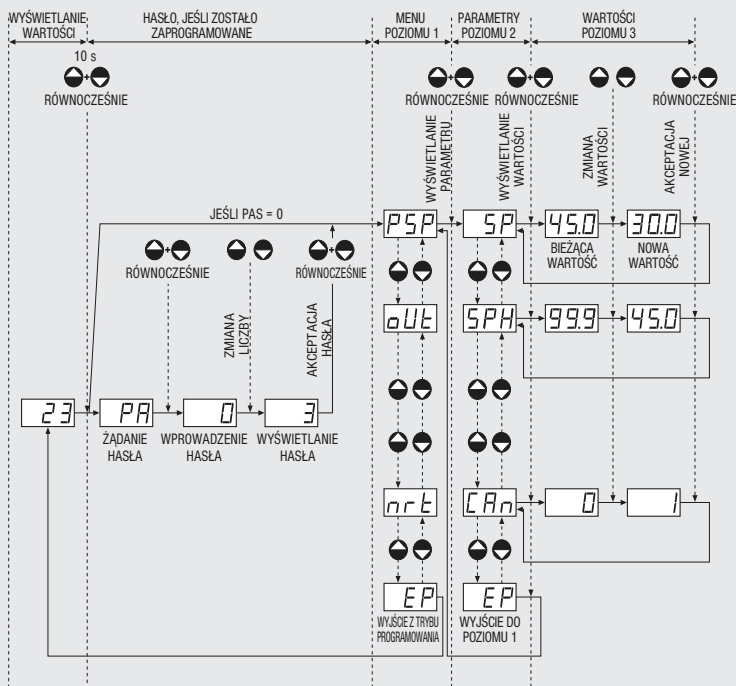 WYŚWIETLANIE
WARTOŚCI
HASŁO, JEŚLI ZOSTAŁO
ZAPROGRAMOWANE
MENU
POZIOMU 1
PARAMETRY
POZIOMU 2
WARTOŚCI
POZIOMU 3
10 s
+
RÓWNOCZEŚNIE
+
RÓWNOCZEŚNIE
+
RÓWNOCZEŚNIE
+
RÓWNOCZEŚNIE
WYŚWIETLANIE
PARAMETRU
WYŚWIETLANIE
WARTOŚCI
ZMIANA
WARTOŚCI
AKCEPTACJA
NOWEJ
JEŚLI PAS = 0
PSP
SP
45.0
30.0
BIEŻĄCA
WARTOŚĆ
NOWA
WARTOŚĆ
+
RÓWNOCZEŚNIE
+
RÓWNOCZEŚNIE
ZMIANA
LICZBY
AKCEPTACJA
HASŁA
oUt
SPH
99.9
45.0
23
PA
0
3
ŻĄDANIE
HASŁA
WPROWADZENIE
HASŁA
WYŚWIETLANIE
HASŁA
nrt
CAn
0
1
EP
EP
WYJŚCIE Z TRYBU
PROGRAMOWANIA
WYJŚCIE DO
POZIOMU 1